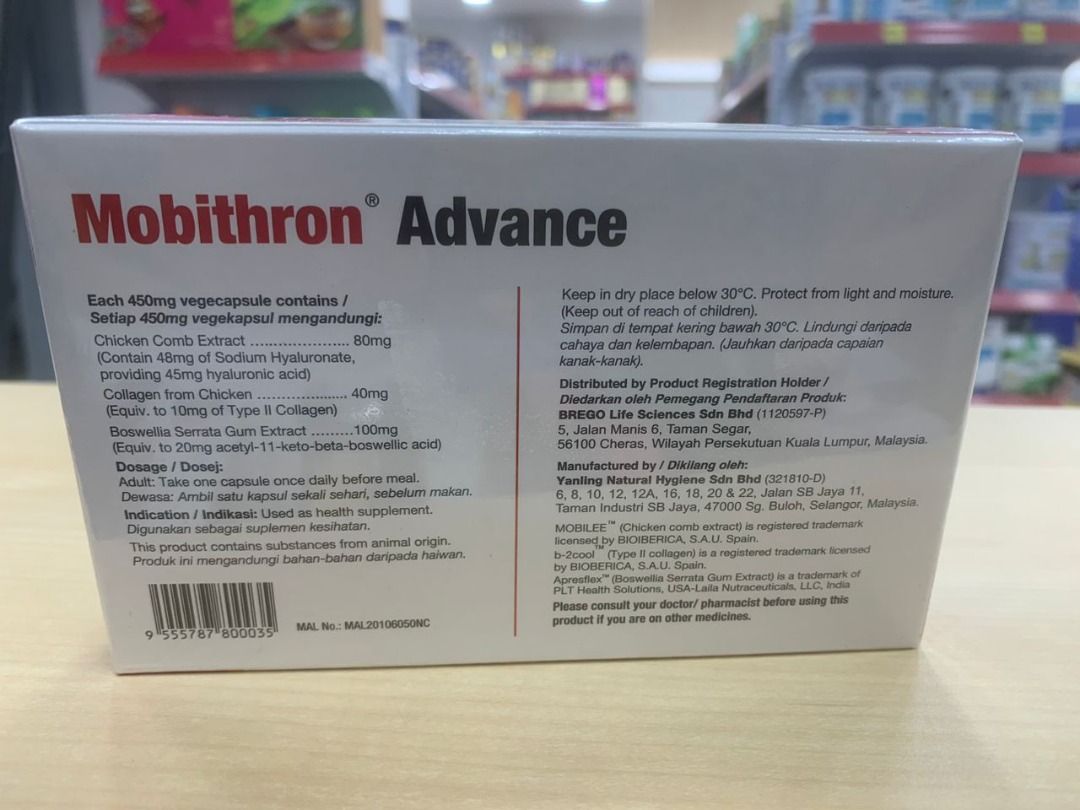 Mobithron® Advance
Each 450mg vegecapsule contains /
Setiap 450mg vegekapsul mengandungi:
Chicken Comb Extract .................... 80mg
(Contain 48mg of Sodium Hyaluronate,
providing 45mg hyaluronic acid)
Collagen from Chicken .................... 40mg
(Equiv. to 10mg of Type II Collagen)
Boswellia Serrata Gum Extract .........100mg
(Equiv. to 20mg acetyl-11-keto-beta-boswellic acid)
Dosage / Dosej:
Adult: Take one capsule once daily before meal.
Dewasa: Ambil satu kapsul sekali sehari, sebelum makan.
Indication / Indikasi: Used as health supplement.
Digunakan sebagai suplemen kesihatan.
This product contains substances from animal origin.
Produk ini mengandungi bahan-bahan daripada haiwan.
9 555787 800035
MAL No.: MAL20106050NC
Keep in dry place below 30°C. Protect from light and moisture.
(Keep out of reach of children).
Simpan di tempat kering bawah 30°C. Lindungi daripada
cahaya dan kelembapan. (Jauhkan daripada capaian
kanak-kanak).
Distributed by Product Registration Holder /
Diedarkan oleh Pemegang Pendaftaran Produk:
BREGO Life Sciences Sdn Bhd (1120597-P)
5, Jalan Manis 6, Taman Segar,
56100 Cheras, Wilayah Persekutuan Kuala Lumpur, Malaysia.
Manufactured by / Dikilang oleh:
Yanling Natural Hygiene Sdn Bhd (321810-D)
6, 8, 10, 12, 12A, 16, 18, 20 & 22, Jalan SB Jaya 11,
Taman Industri SB Jaya, 47000 Sg. Buloh, Selangor, Malaysia.
MOBILEE™ (Chicken comb extract) is registered trademark
licensed by BIOIBERICA, S.A.U. Spain.
b-2cool™ (Type II collagen) is a registered trademark licensed
by BIOBERICA, S.A.U. Spain.
Apresflex™ (Boswellia Serrata Gum Extract) is a trademark of
PLT Health Solutions, USA-Laila Nutraceuticals, LLC, India
Please consult your doctor/ pharmacist before using this
product if you are on other medicines.